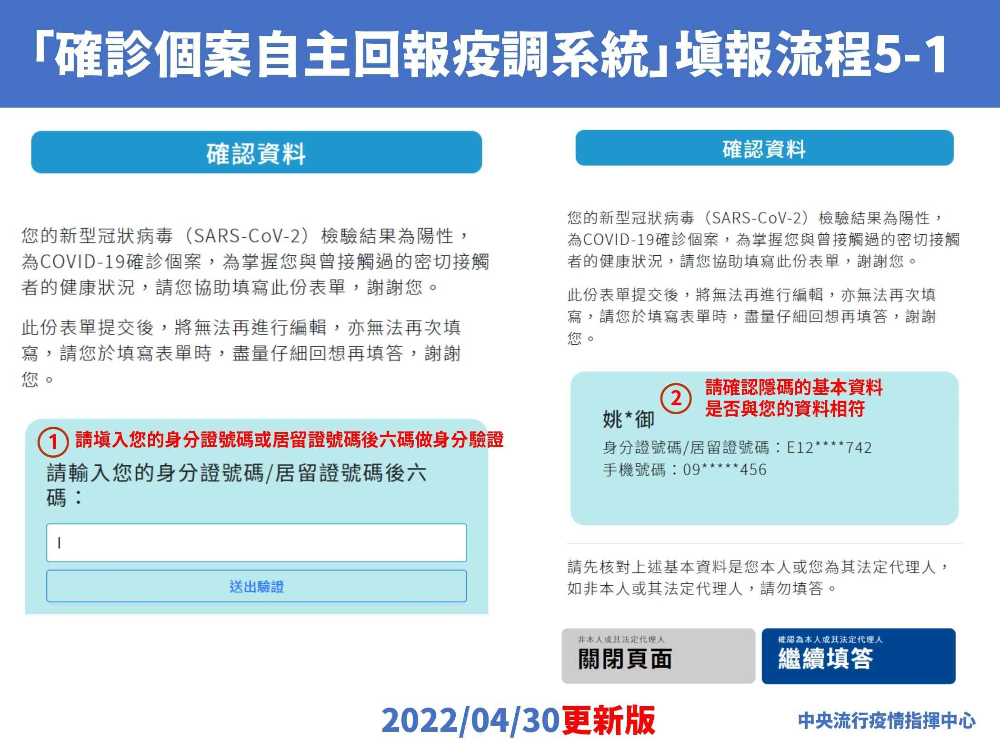 「確診個案自主回報疫調系統」填報流程5-1
確認資料
您的新型冠狀病毒（SARS-CoV-2）檢驗結果為陽性，
為COVID-19確診個案，為掌握您與曾接觸過的密切接觸
者的健康狀況，請您協助填寫此份表單，謝謝您。
此份表單提交後，將無法再進行編輯，亦無法再次填
寫，請您於填寫表單時，盡量仔細回想再填答，謝謝
您。
1 請填入您的身分證號碼或居留證號碼後六碼做身分驗證
請輸入您的身分證號碼/居留證號碼後六
碼：
送出驗證
確認資料
您的新型冠狀病毒（SARS-CoV-2）檢驗結果為陽性，
為COVID-19確診個案，為掌握您與曾接觸過的密切接觸
者的健康狀況，請您協助填寫此份表單，謝謝您。
此份表單提交後，將無法再進行編輯，亦無法再次填
寫，請您於填寫表單時，盡量仔細回想再填答，謝謝
您。
2 請確認隱碼的基本資料
是否與您的資料相符
姚*御
身分證號碼/居留證號碼：E12****742
手機號碼：09*****456
請先核對上述基本資料是您本人或您為其法定代理人，
如非本人或其法定代理人，請勿填答。
非本人或其法定代理人
關閉頁面
確認為本人或其法定代理人
繼續填答
2022/04/30更新版
中央流行疫情指揮中心